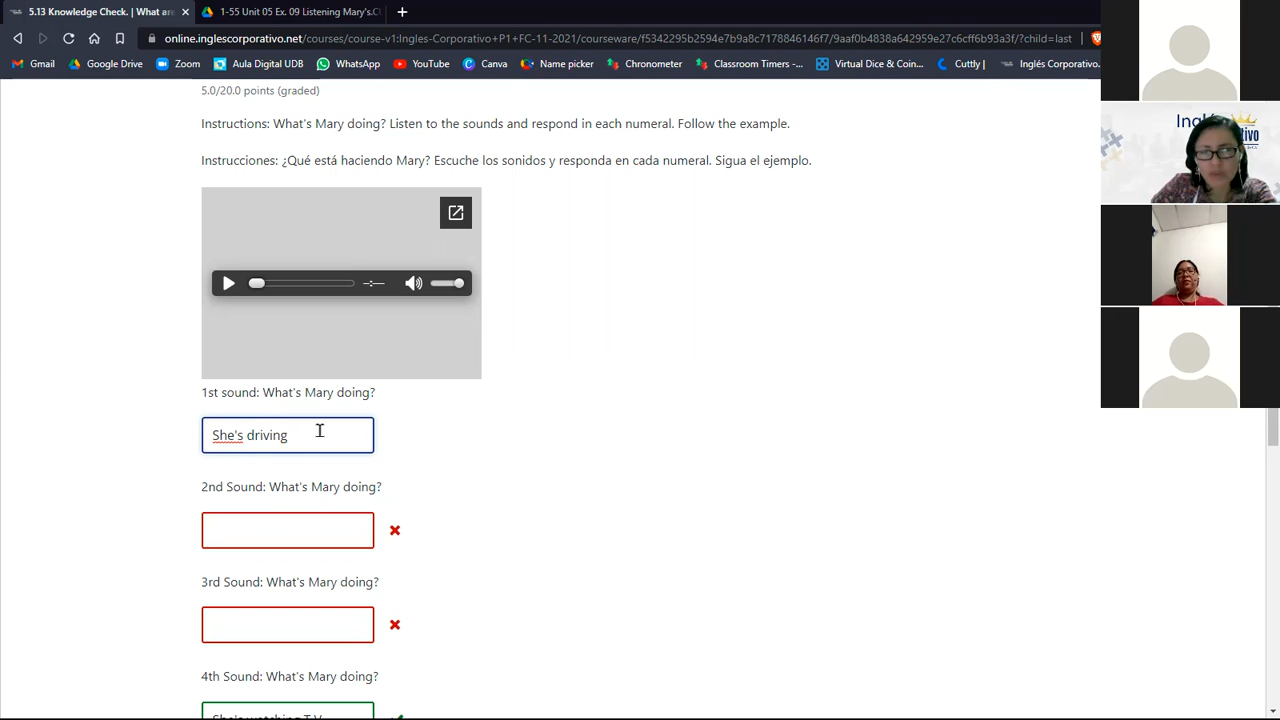 5.13 Knowledge Check. | What are
1-55 Unit 05 Ex. 09 Listening Mary's.
online.inglescorporativo.net/courses/course-v1:Ingles-Corporativo+P1+FC-11-2021/courseware/f5342295b2594e7b9a8c7178846146f7/9aaf0b4838a642959e27c6cff6b93a3f/?child=last
Gmail Google Drive Zoom Aula Digital UDB WhatsApp YouTube Canva Name picker Chronometer Classroom Timers -... Virtual Dice & Coin... Cuttly | Inglés Corporativo.
5.0/20.0 points (graded)
Instructions: What's Mary doing? Listen to the sounds and respond in each numeral. Follow the example.
Instrucciones: ¿Qué está haciendo Mary? Escuche los sonidos y responda en cada numeral. Sigua el ejemplo.
-:--
1st sound: What's Mary doing?
She's driving
2nd Sound: What's Mary doing?
3rd Sound: What's Mary doing?
4th Sound: What's Mary doing?
She's watching T.V.